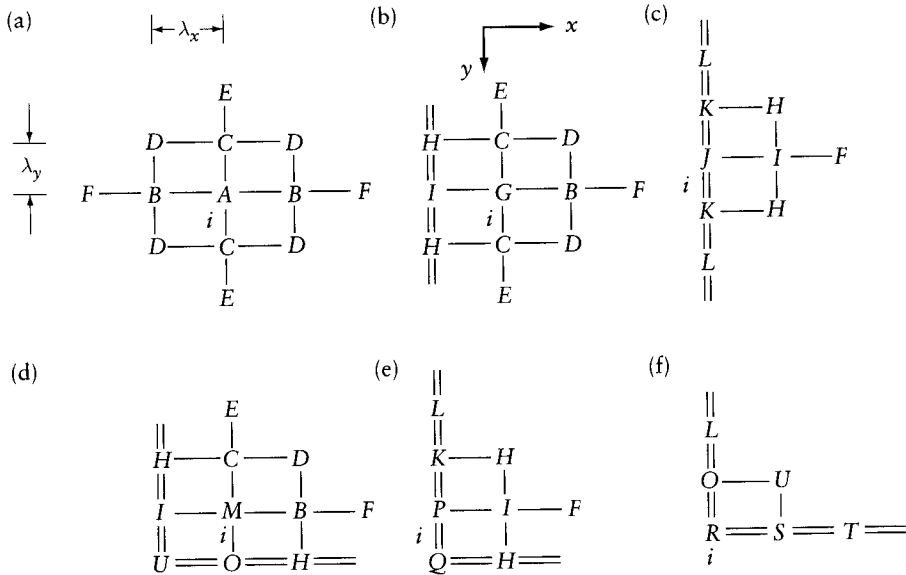 (a) λx (b) x (c)
y
L
E E K H
D C D H C D
λy J I F
F B A B F I G B F i
i i K H
D C D H C D
L
E E
(d) (e) (f)
E L L
H C D K H O U
I M B F P I F
i i R S T
U O H Q H i